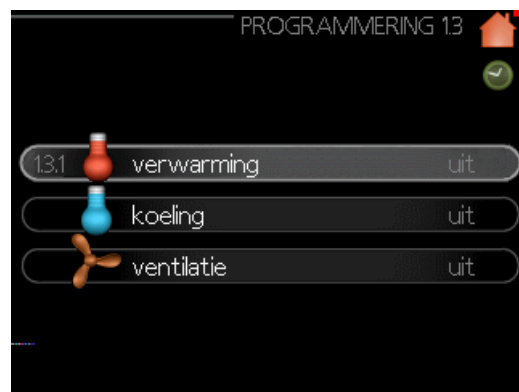 PROGRAMMERING 1.3
1.3.1 verwarming uit
koeling uit
ventilatie uit